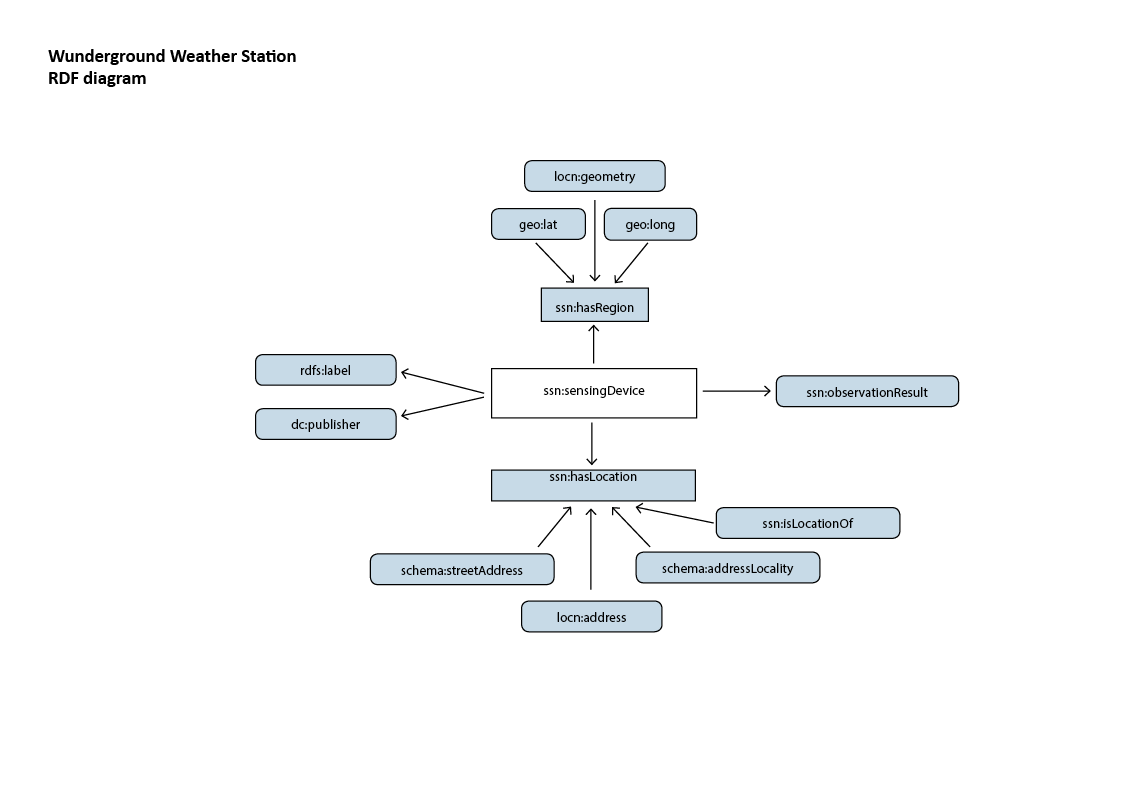 Wunderground Weather Station
RDF diagram
locn:geometry
geo:lat
geo:long
ssn:hasRegion
rdfs:label
ssn:sensingDevice
ssn:observationResult
dc:publisher
ssn:hasLocation
ssn:isLocationOf
schema:streetAddress
schema:addressLocality
locn:address